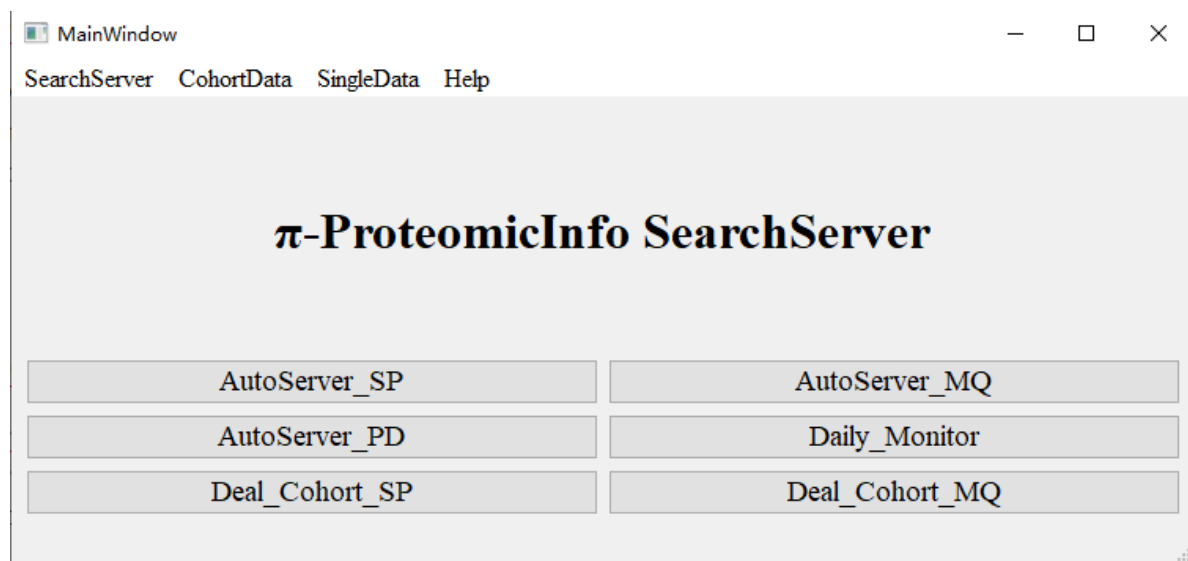 MainWindow
SearchServer CohortData SingleData Help
π-ProteomicInfo SearchServer
AutoServer_SP AutoServer_MQ
AutoServer_PD Daily_Monitor
Deal_Cohort_SP Deal_Cohort_MQ